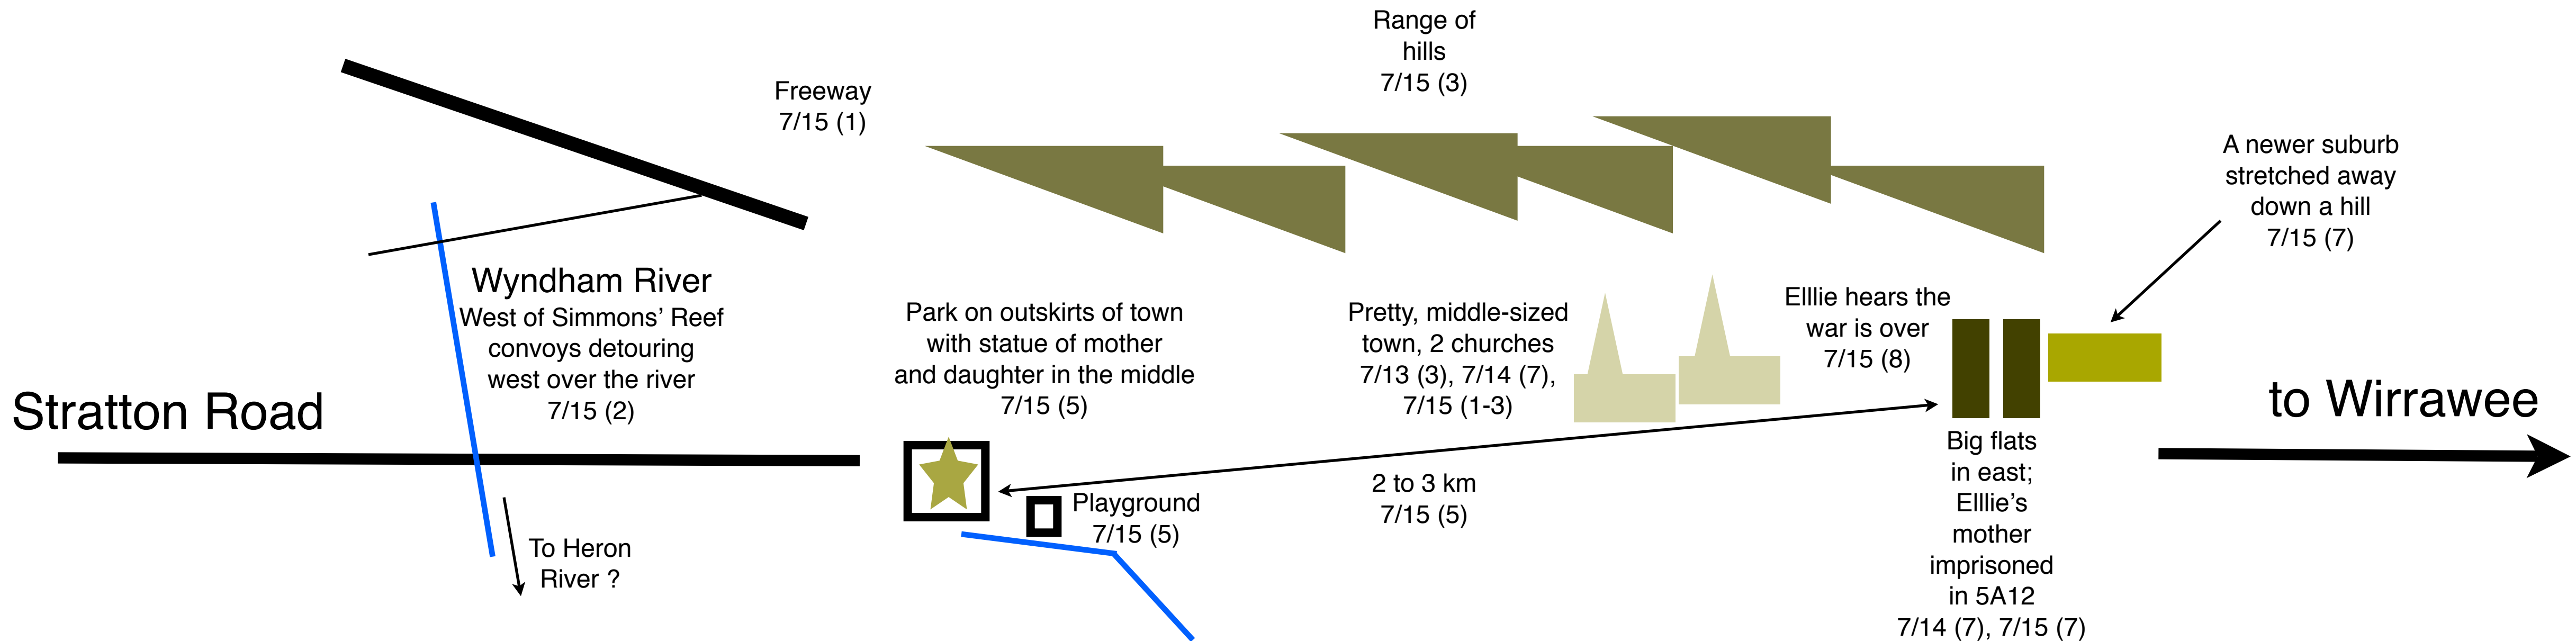 Range of
hills
7/15 (3)
Freeway
7/15 (1)
A newer suburb
stretched away
down a hill
7/15 (7)
Wyndham River
West of Simmons' Reef
convoys detouring
west over the river
7/15 (2)
Park on outskirts of town
with statue of mother
and daughter in the middle
7/15 (5)
Pretty, middle-sized
town, 2 churches
7/13 (3), 7/14 (7),
7/15 (1-3)
Elllie hears the
war is over
7/15 (8)
Stratton Road
to Wirrawee
Big flats
in east;
Elllie's
mother
imprisoned
in 5A12
7/14 (7), 7/15 (7)
2 to 3 km
7/15 (5)
Playground
7/15 (5)
To Heron
River ?